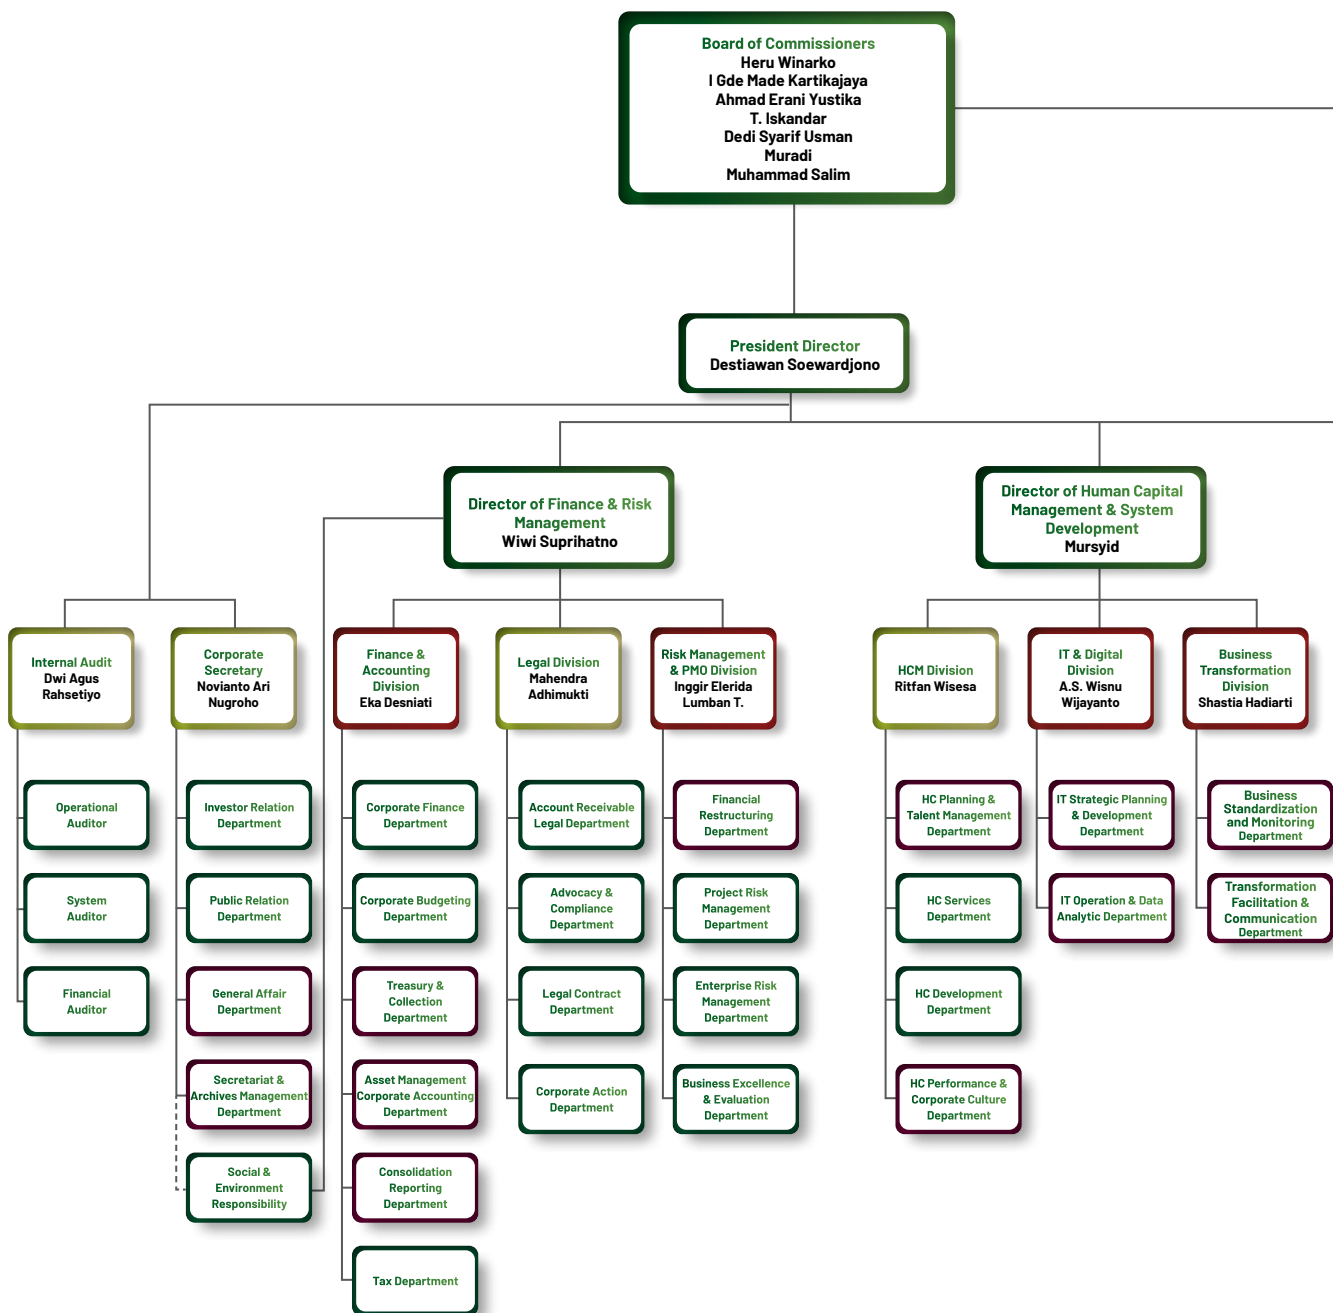 Board of Commissioners
Heru Winarko
I Gde Made Kartikajaya
Ahmad Erani Yustika
T. Iskandar
Dedi Syarif Usman
Muradi
Muhammad Salim
President Director
Destiawan Soewardjono
Director of Finance & Risk
Management
Wiwi Suprihatno
Director of Human Capital
Management & System
Development
Mursyid
Internal Audit
Dwi Agus
Rahsetiyo
Corporate
Secretary
Novianto Ari
Nugroho
Finance &
Accounting
Division
Eka Desniati
Legal Division
Mahendra
Adhimukti
Risk Management
& PMO Division
Inggir Elerida
Lumban T.
HCM Division
Ritfan Wisesa
IT & Digital
Division
A.S. Wisnu
Wijayanto
Business
Transformation
Division
Shastia Hadiarti
Operational
Auditor
System
Auditor
Financial
Auditor
Investor Relation
Department
Public Relation
Department
General Affair
Department
Secretariat &
Archives Management
Department
Social &
Environment
Responsibility
Corporate Finance
Department
Corporate Budgeting
Department
Treasury &
Collection
Department
Asset Management
Corporate Accounting
Department
Consolidation
Reporting
Department
Tax Department
Account Receivable
Legal Department
Advocacy &
Compliance
Department
Legal Contract
Department
Corporate Action
Department
Financial
Restructuring
Department
Project Risk
Management
Department
Enterprise Risk
Management
Department
Business Excellence
& Evaluation
Department
HC Planning &
Talent Management
Department
HC Services
Department
HC Development
Department
HC Performance &
Corporate Culture
Department
IT Strategic Planning
& Development
Department
IT Operation & Data
Analytic Department
Business
Standardization
and Monitoring
Department
Transformation
Facilitation &
Communication
Department